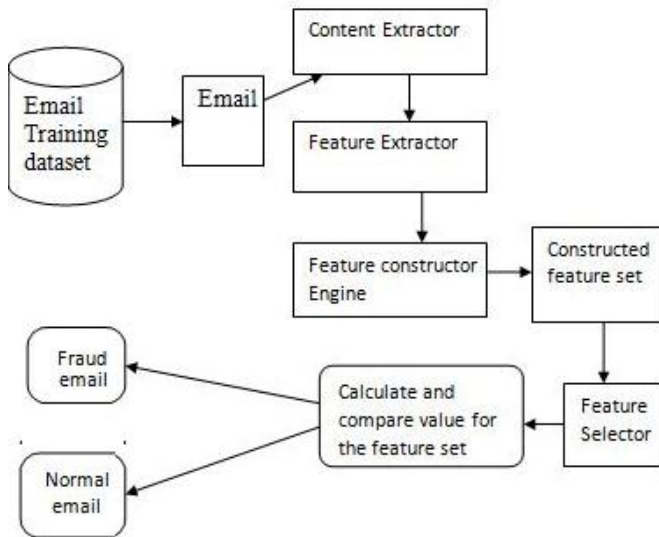 Email
Training
dataset
Email
Content Extractor
Feature Extractor
Feature constructor
Engine
Constructed
feature set
Feature
Selector
Calculate and
compare value for
the feature set
Fraud
email
Normal
email